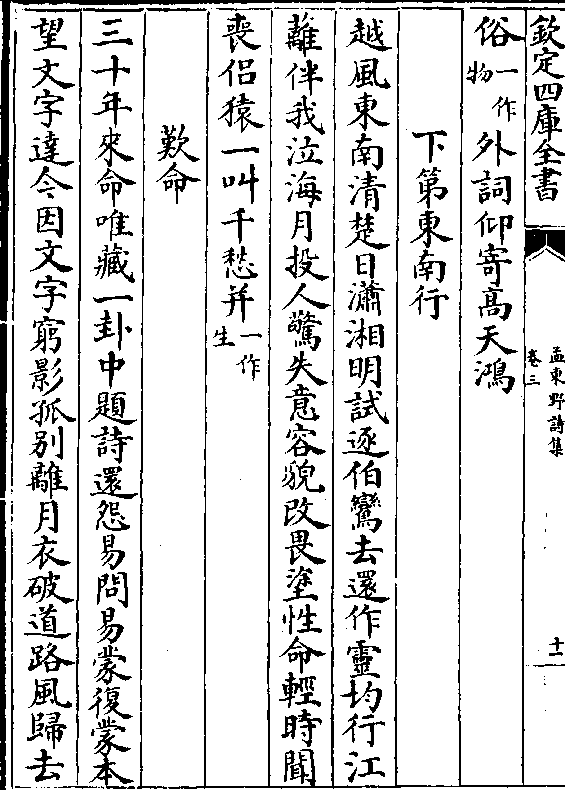 欽定四庫全書
孟東野詩集
卷三
十一
俗一作物外詞仰寄高天鴻
下第東南行
越風東南清楚日瀟湘明試逐伯鸞去還作靈均行江
蘺伴我泣海月投人驚失意容貌改畏塗性命輕時聞
喪侶猿一叫千愁并一作生
歎命
三十年來命唯藏一卦中題詩還怨易問易蒙復蒙本
望文字達今因文字窮影孤別離月衣破道路風歸去